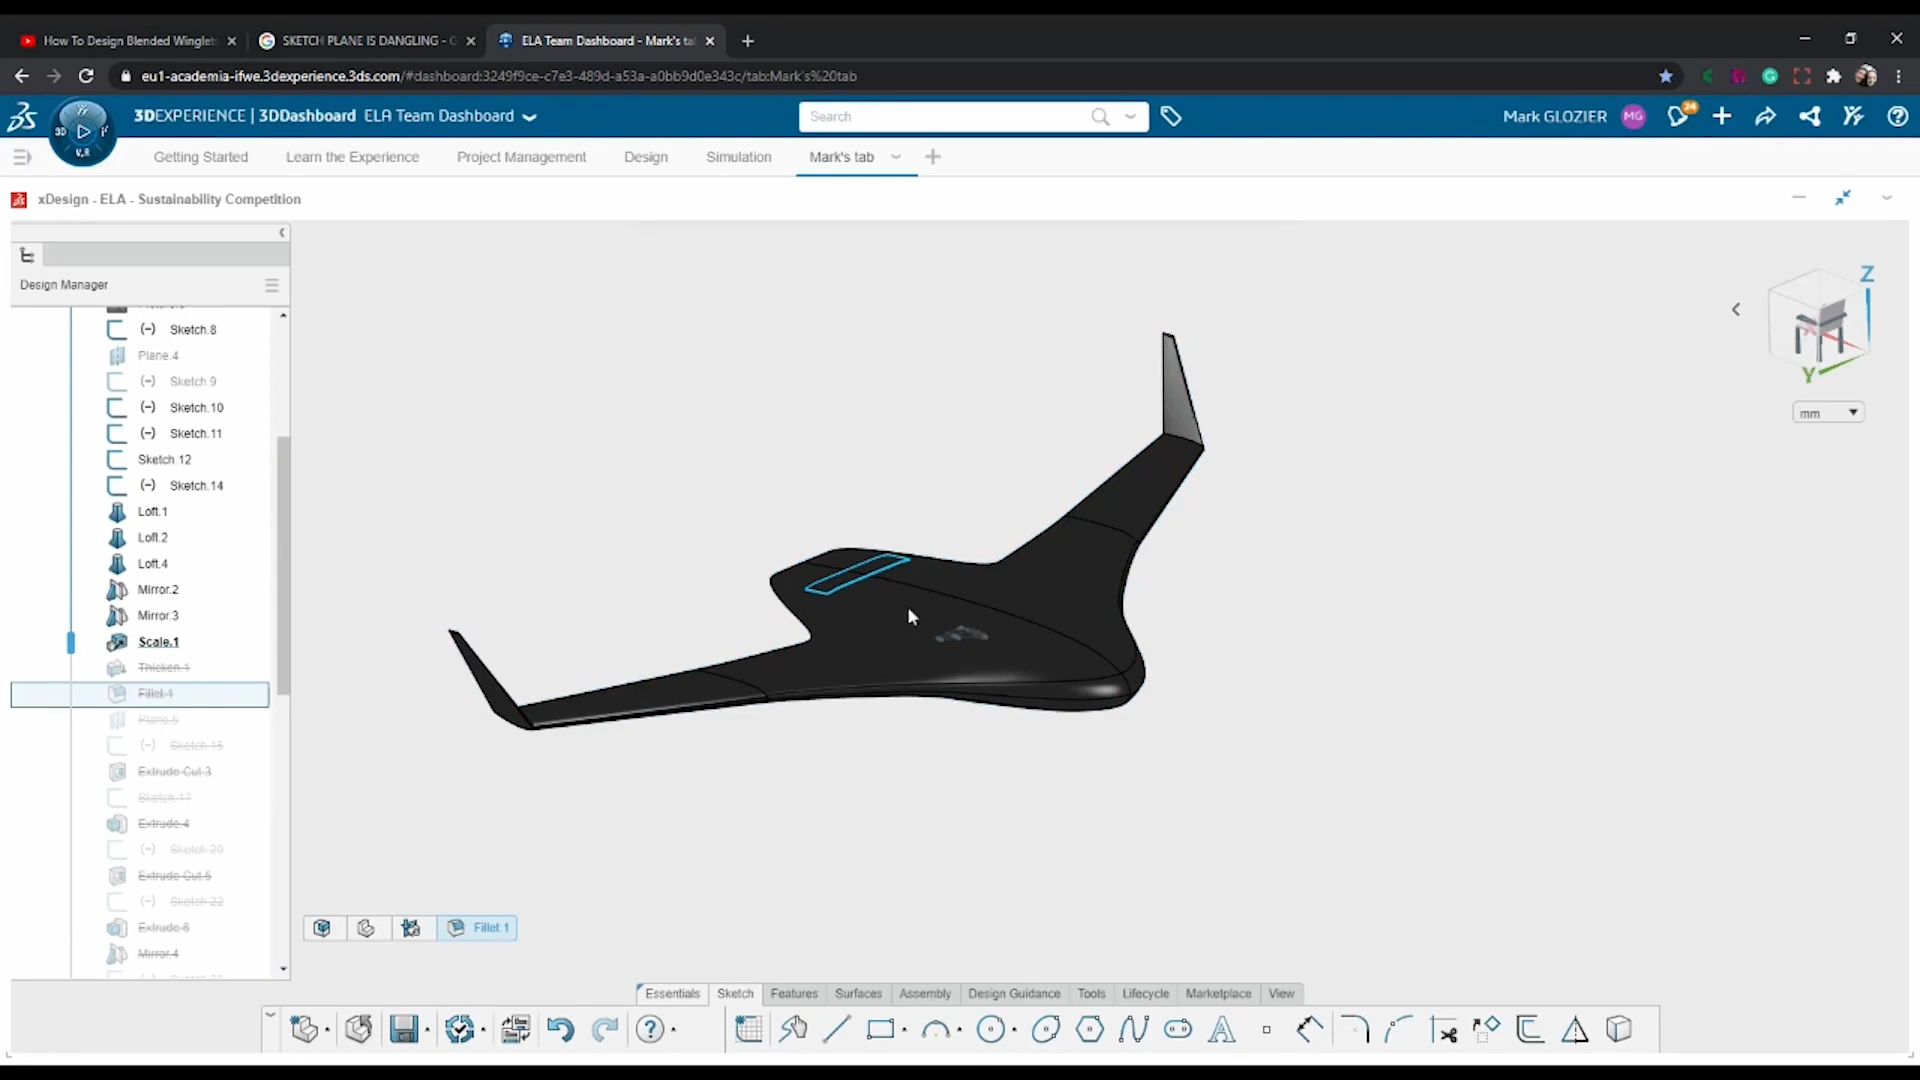 How To Design Blended Winglets
SKETCH PLANE IS DANGLING - G
ELA Team Dashboard - Mark's ta
eu1-academia-ifwe.3dexperience.3ds.com/#dashboard:3249f9ce-c7e3-489d-a53a-a0bb9d0e343c/tab:Mark's%20tab
3DEXPERIENCE | 3DDashboard ELA Team Dashboard
Search
Mark GLOZIER
MG
24
3D
V.R
Getting Started
Learn the Experience
Project Management
Design
Simulation
Mark's tab
xDesign - ELA - Sustainability Competition
Design Manager
(-) Sketch.8
Plane.4
(-) Sketch.9
(-) Sketch.10
(-) Sketch.11
Sketch.12
(-) Sketch.14
Loft.1
Loft.2
Loft.4
Mirror.2
Mirror.3
Scale.1
Thicken.1
Fillet.1
Plane.5
(-) Sketch.15
Extrude Cut.3
Sketch.17
Extrude.4
(-) Sketch.20
Extrude Cut.5
(-) Sketch.22
Extrude.6
Mirror.4
Z
Y
mm
Fillet.1
Essentials
Sketch
Features
Surfaces
Assembly
Design Guidance
Tools
Lifecycle
Marketplace
View